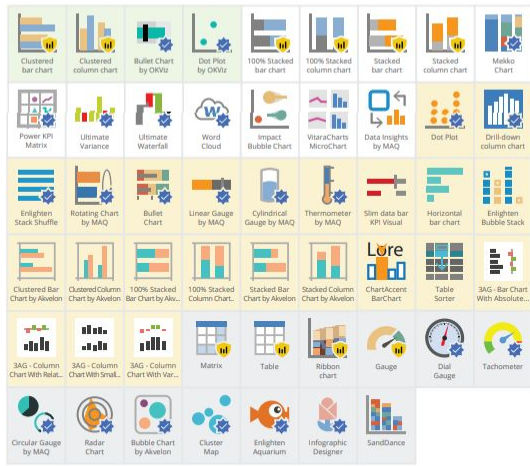 Clustered
bar chart
Clustered
column chart
Bullet Chart
by OKViz
Dot Plot
by OKViz
100% Stacked
bar chart
100% Stacked
column chart
Stacked
bar chart
Stacked
column chart
Mekko
Chart
Power KPI
Matrix
Ultimate
Variance
Ultimate
Waterfall
W
Word
Cloud
Impact
Bubble Chart
VitaraCharts
MicroChart
Data Insights
by MAQ
Dot Plot
Drill-down
column chart
Enlighten
Stack Shuffle
Rotating Chart
by MAQ
Bullet
Chart
Linear Gauge
by MAQ
Cylindrical
Gauge by MAQ
Thermometer
by MAQ
Slim data bar
KPI Visual
Horizontal
bar chart
Enlighten
Bubble Stack
Clustered Bar
Chart by Akvelon
Clustered Column
Chart by Akvelon
100% Stacked
Bar Chart by Akv...
100% Stacked
Column Chart..
Stacked Bar
Chart by Akvelon
Stacked Column
Chart by Akvelon
Lore
ChartAccent
BarChart
Table
Sorter
3AG - Bar Chart
With Absolute...
3AG - Column
Chart With Relat...
3AG - Column
Chart With Small...
3AG - Column
Chart With Var...
Matrix
Table
Ribbon
chart
Gauge
Dial
Gauge
Tachometer
Circular Gauge
by MAQ
Radar
Chart
Bubble Chart
by Akvelon
Cluster
Map
Enlighten
Aquarium
Infographic
Designer
SandDance